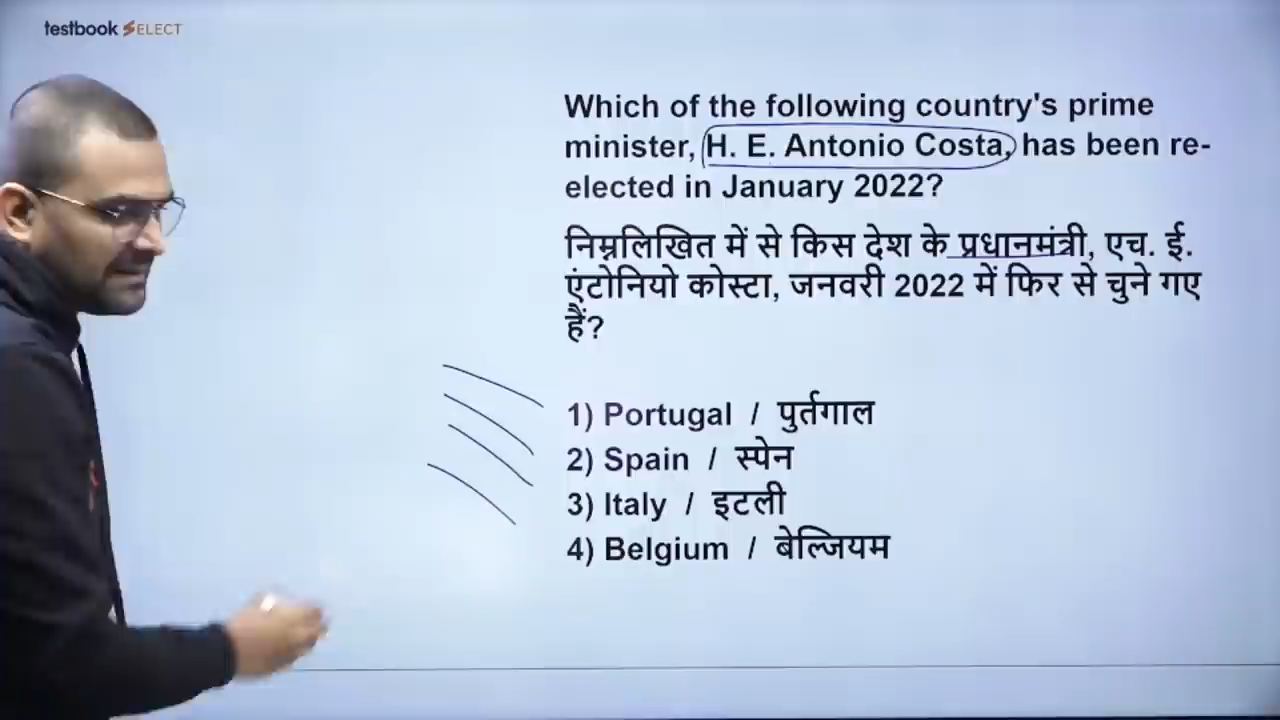 testbook SELECT
Which of the following country's prime
minister, H. E. Antonio Costa, has been re-
elected in January 2022?
निम्नलिखित में से किस देश के प्रधानमंत्री, एच. ई.
एंटोनियो कोस्टा, जनवरी 2022 में फिर से चुने गए
हैं?
1) Portugal / पुर्तगाल
2) Spain / स्पेन
3) Italy / इटली
4) Belgium / बेल्जियम